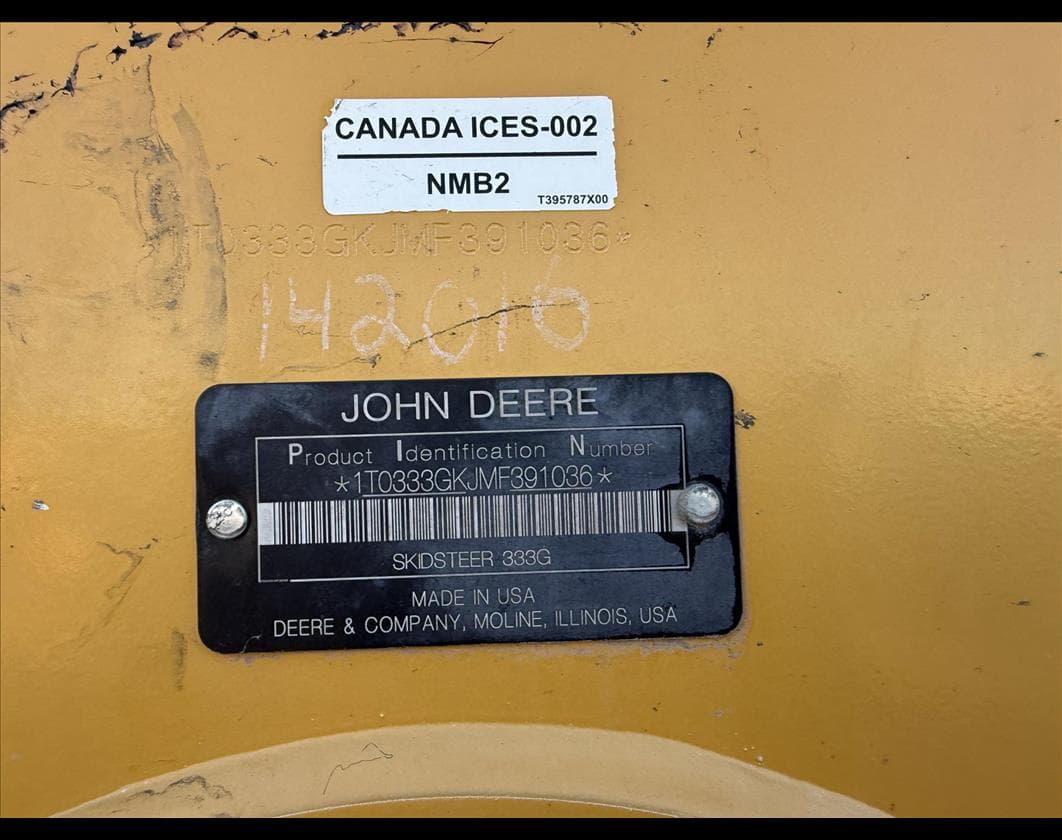 CANADA ICES-002
NMB2
T395787X00
1T0333GKJMF391036*
142016
JOHN DEERE
Product Identification Number
*1T0333GKJMF391036*
SKIDSTEER 333G
MADE IN USA
DEERE & COMPANY, MOLINE, ILLINOIS, USA